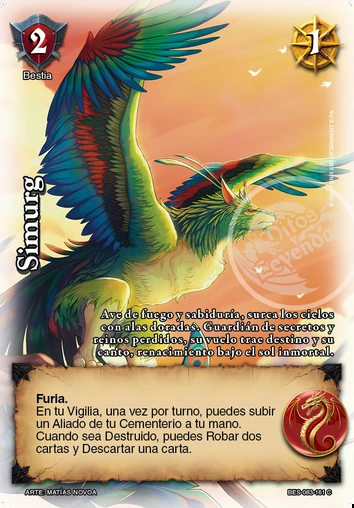 2
1
Bestia
Simurg
Mitos
Leyendas
Ave de fuego y sabiduría, surca los cielos
con alas doradas. Guardián de secretos y
reinos perdidos, su vuelo trae destino y su
canto, renacimiento bajo el sol inmortal.
Furia.
En tu Vigilia, una vez por turno, puedes subir
un Aliado de tu Cementerio a tu mano.
Cuando sea Destruido, puedes Robar dos
cartas y Descartar una carta.
ARTE: MATÍAS NOVOA